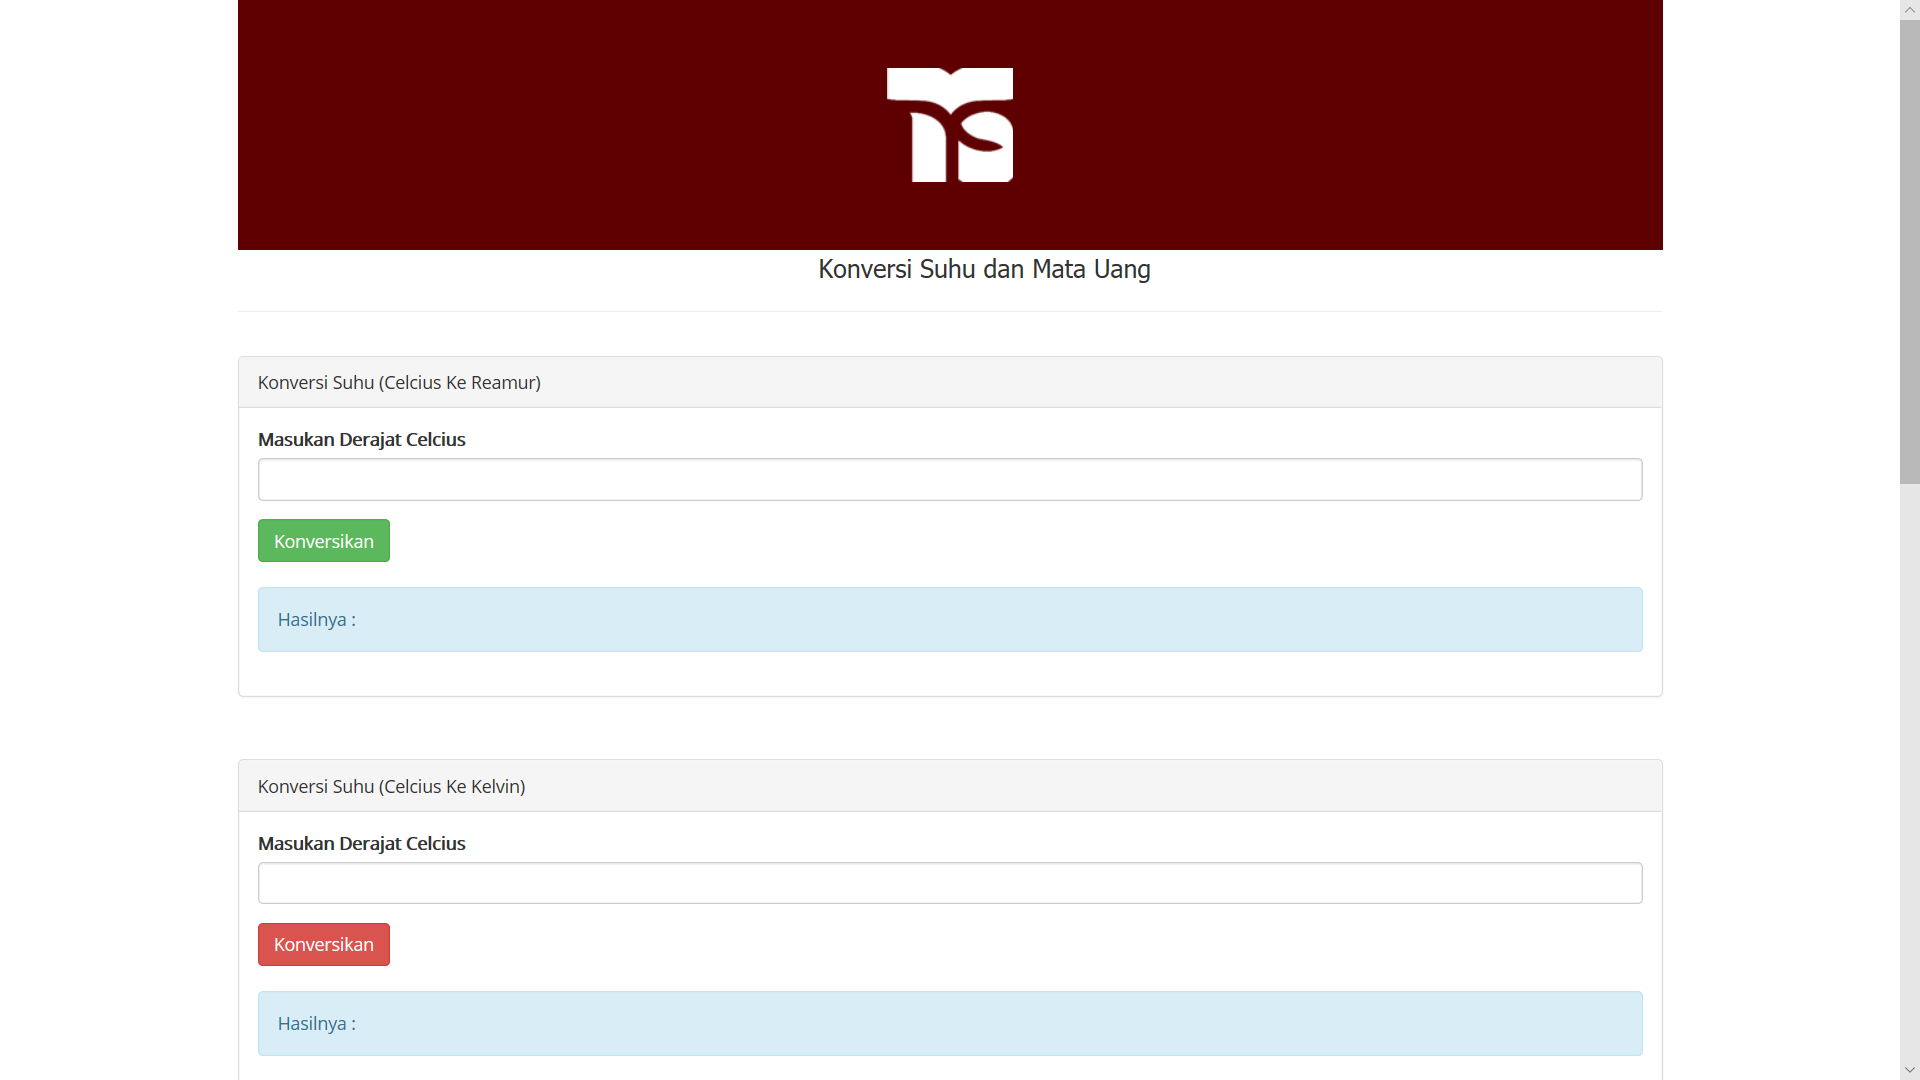 Konversi Suhu dan Mata Uang
Konversi Suhu (Celcius Ke Reamur)
Masukan Derajat Celcius
Konversikan
Hasilnya :
Konversi Suhu (Celcius Ke Kelvin)
Masukan Derajat Celcius
Konversikan
Hasilnya :